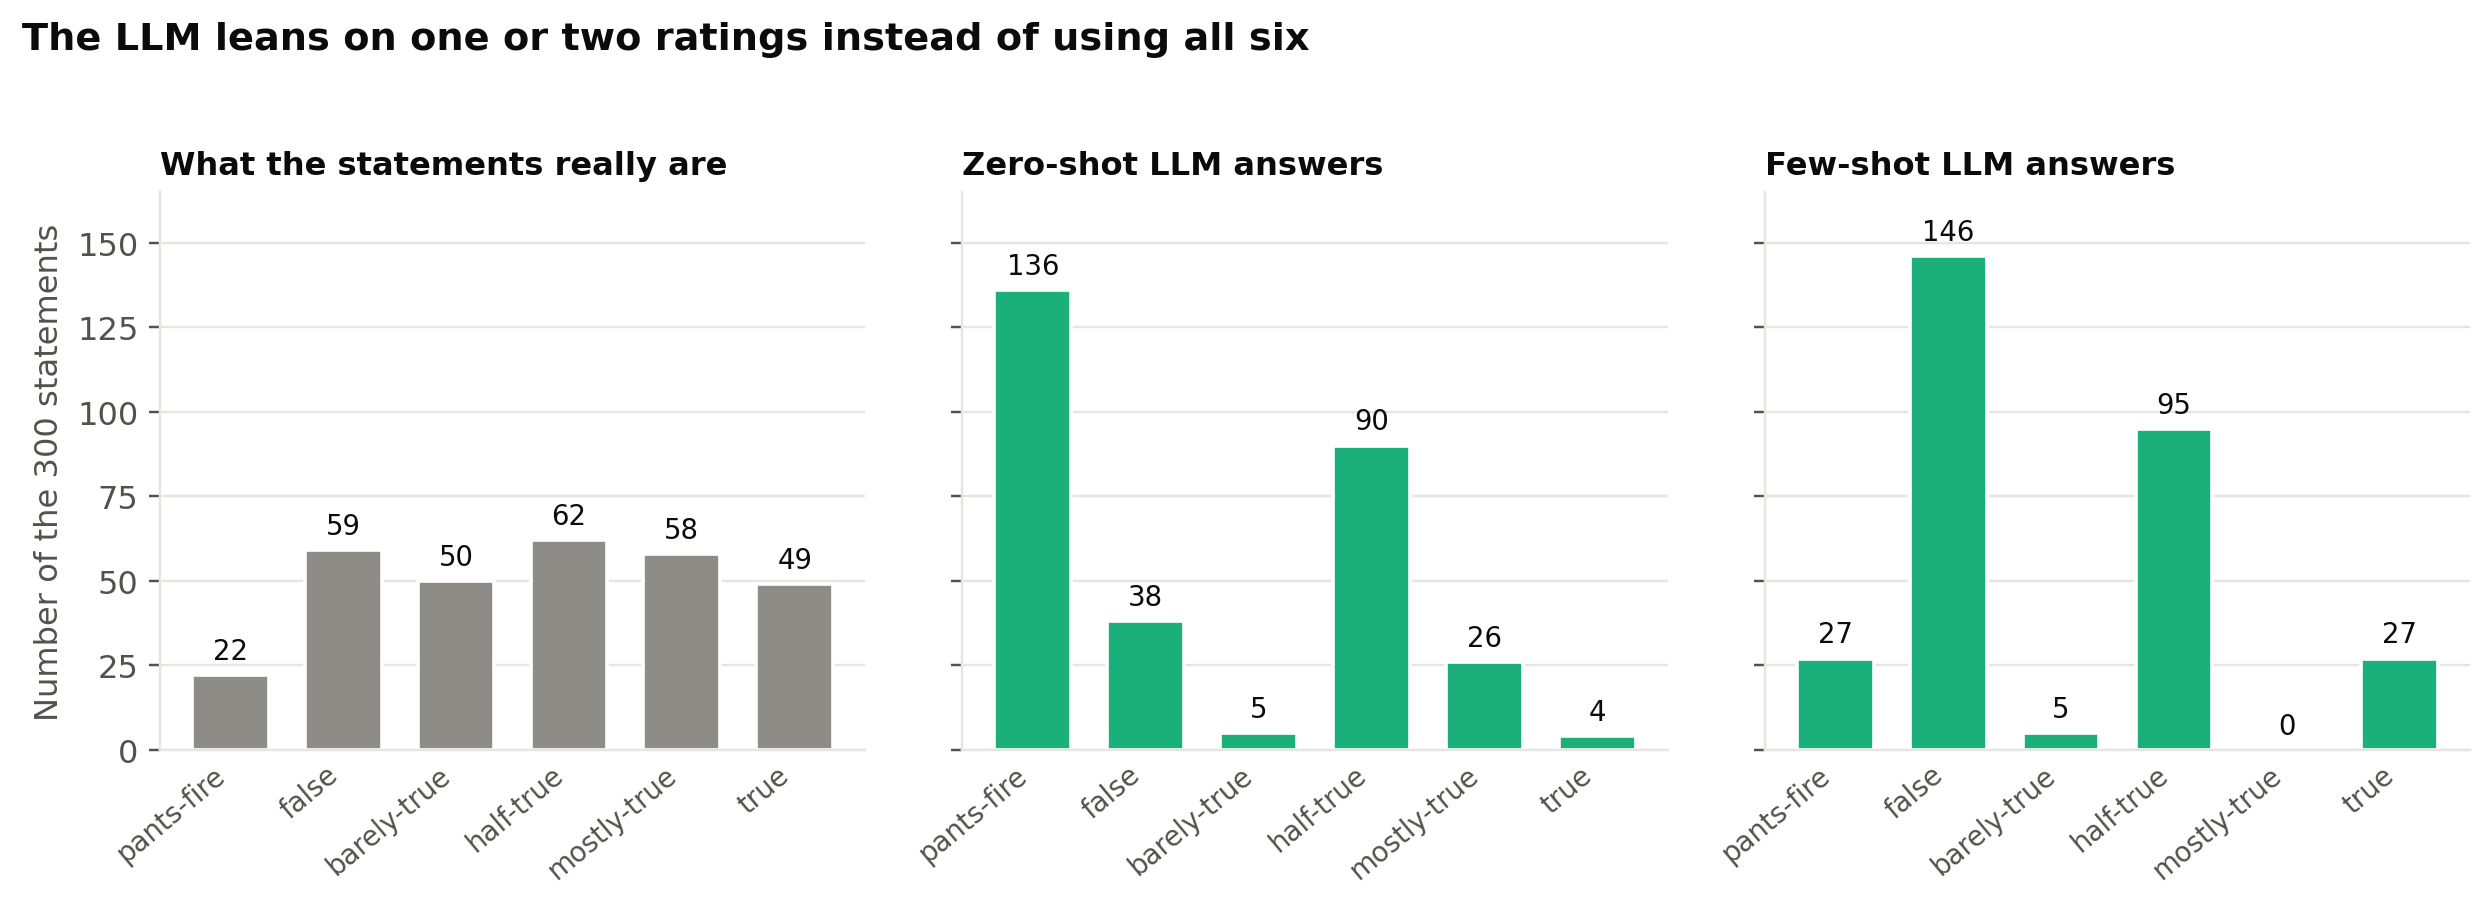 The LLM leans on one or two ratings instead of using all six
What the statements really are
Number of the 300 statements
150
125
100
75
50
25
0
22
59
50
62
58
49
pants-fire
false
barely-true
half-true
mostly-true
true
Zero-shot LLM answers
136
38
5
90
26
4
pants-fire
false
barely-true
half-true
mostly-true
true
Few-shot LLM answers
27
146
5
95
0
27
pants-fire
false
barely-true
half-true
mostly-true
true